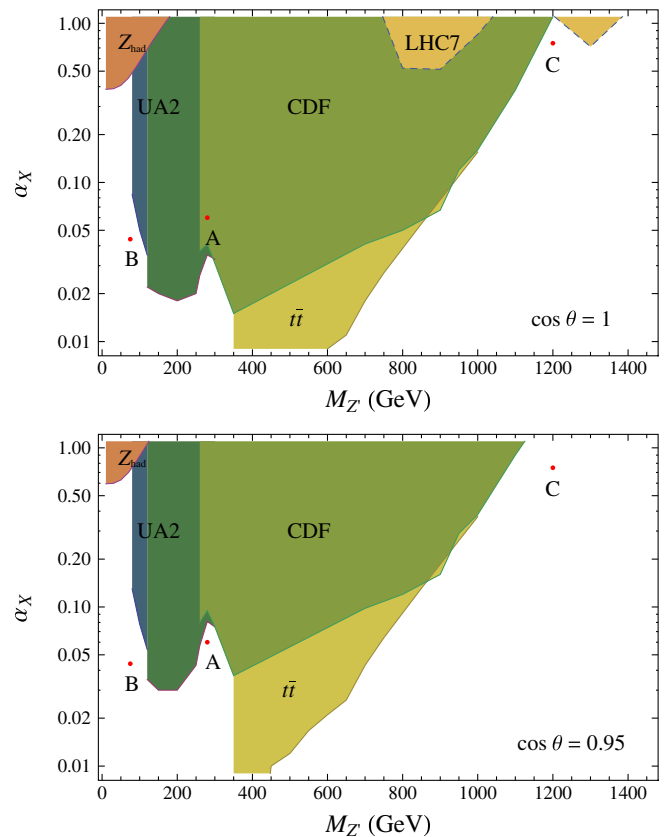 1.00
Z_had
LHC7
C
0.50
UA2
CDF
0.20
α_X
0.10
A
0.05
B
0.02
tt̄
cos θ = 1
0.01
0 200 400 600 800 1000 1200 1400
M_Z' (GeV)
1.00
Z_had
C
0.50
UA2
CDF
0.20
α_X
0.10
A
0.05
B
tt̄
0.02
cos θ = 0.95
0.01
0 200 400 600 800 1000 1200 1400
M_Z' (GeV)